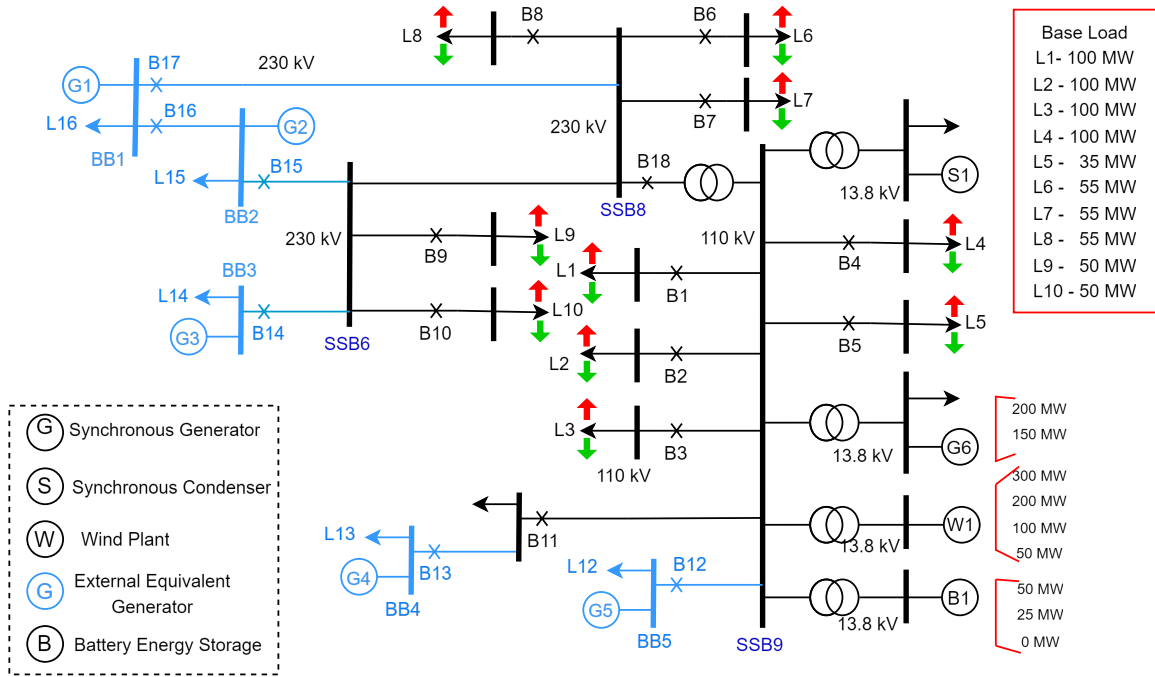 B8
B6
L8
L6
B17
230 kV
G1
L7
B16
B7
L16
G2
230 kV
BB1
B15
B18
L15
S1
13.8 kV
BB2
SSB8
L9
230 kV
B9
110 kV
L4
B4
BB3
L1
B1
L14
L10
L5
B14
B10
B5
G3
SSB6
L2
B2
L3
B3
G6
13.8 kV
110 kV
L13
B11
W1
13.8 kV
G4
B13
L12
B12
BB4
G5
B1
13.8 kV
BB5
SSB9
Base Load
L1- 100 MW
L2 - 100 MW
L3 - 100 MW
L4 - 100 MW
L5 - 35 MW
L6 - 55 MW
L7 - 55 MW
L8 - 55 MW
L9 - 50 MW
L10 - 50 MW
200 MW
150 MW
300 MW
200 MW
100 MW
50 MW
50 MW
25 MW
0 MW
G Synchronous Generator
S Synchronous Condenser
W Wind Plant
G External Equivalent
Generator
B Battery Energy Storage